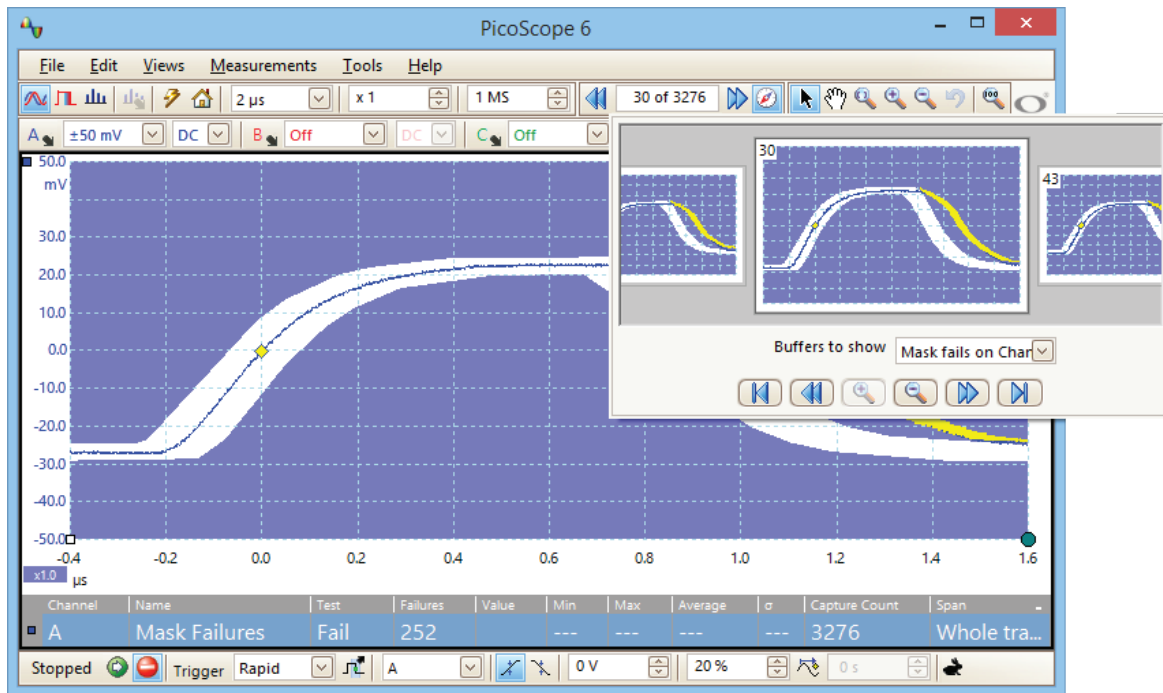 PicoScope 6
File Edit Views Measurements Tools Help
2 µs x 1 1 MS 30 of 3276
A ±50 mV DC B Off DC C Off
50.0
mV
30.0
20.0
10.0
0.0
-10.0
-20.0
-30.0
-40.0
-50.0
-0.4 -0.2 0.0 0.2 0.4 0.6 0.8 1.0 1.2 1.4 1.6
x1.0 µs
30
43
Buffers to show Mask fails on Char
Channel Name Test Failures Value Min Max Average σ Capture Count Span
A Mask Failures Fail 252 --- --- --- --- 3276 Whole tra...
Stopped Trigger Rapid A 0 V 20 % 0 s